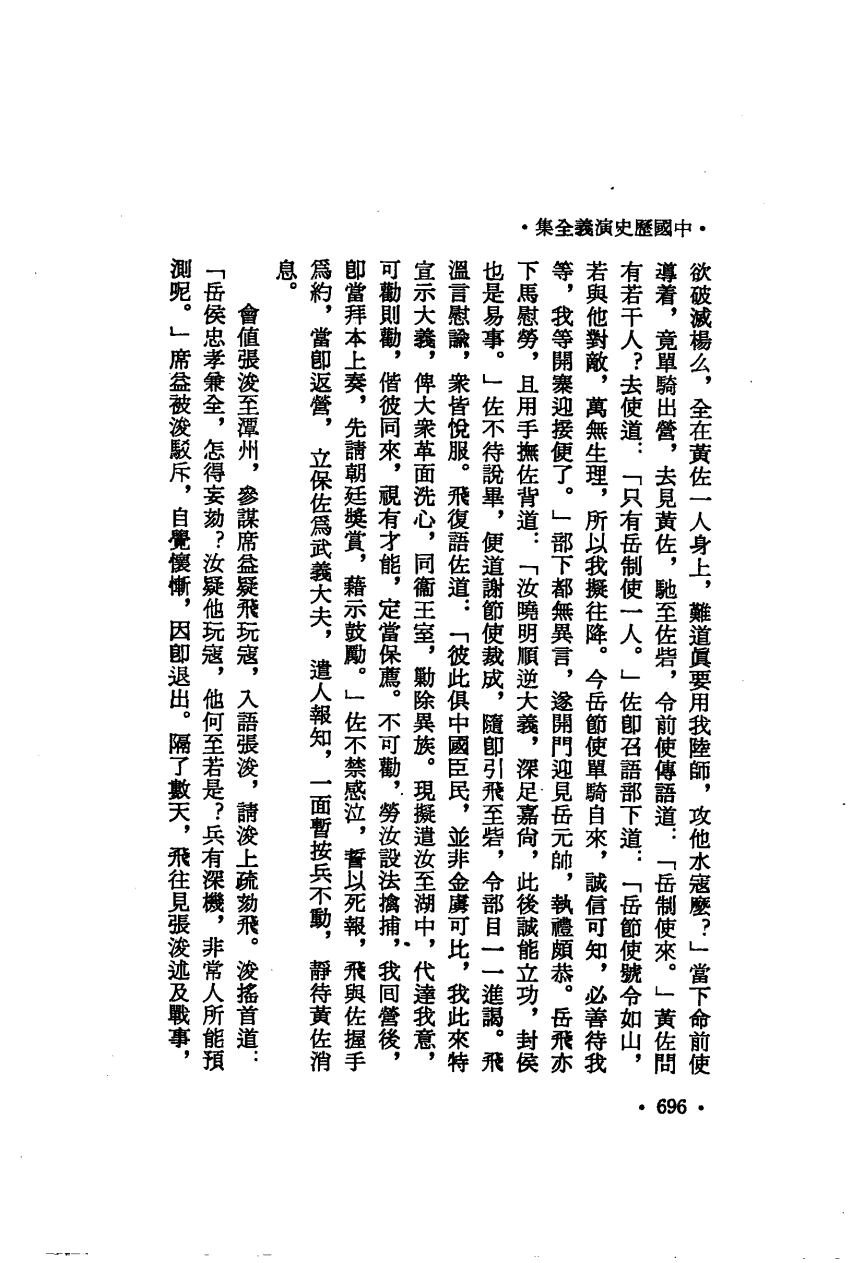 ·中國歷史演義全集·
欲破滅楊么，全在黃佐一人身上，難道眞要用我陸師，攻他水寇麽？」當下命前使
導着，竟單騎出營，去見黃佐，馳至佐砦，令前使傳語道：「岳制使來。」黃佐問
有若干人？去使道：「只有岳制使一人。」佐卽召語部下道：「岳節使號令如山，
若與他對敵，萬無生理，所以我擬往降。今岳節使單騎自來，誠信可知，必善待我
等，我等開寨迎接便了。」部下都無異言，遂開門迎見岳元帥，執禮頗恭。岳飛亦
下馬慰勞，且用手撫佐背道：「汝曉明順逆大義，深足嘉尙，此後誠能立功，封侯
也是易事。」佐不待說畢，便道謝節使裁成，隨卽引飛至砦，令部目一一進謁。飛
溫言慰諭，衆皆悅服。飛復語佐道：「彼此俱中國臣民，並非金虜可比，我此來特
宣示大義，俾大衆革面洗心，同衞王室，勦除異族。現擬遣汝至湖中，代達我意，
可勸則勸，偕彼同來，視有才能，定當保薦。不可勸，勞汝設法擒捕，我囘營後，
卽當拜本上奏，先請朝廷獎賞，藉示鼓勵。」佐不禁感泣，誓以死報，飛與佐握手
爲約，當卽返營，立保佐爲武義大夫，遣人報知，一面暫按兵不動，靜待黃佐消
息。
會值張浚至潭州，參謀席益疑飛玩寇，入語張浚，請浚上疏劾飛。浚搖首道：
「岳侯忠孝兼全，怎得妄劾？汝疑他玩寇，他何至若是？兵有深機，非常人所能預
測呢。」席益被浚駁斥，自覺懷慚，因卽退出。隔了數天，飛往見張浚述及戰事，
·696·